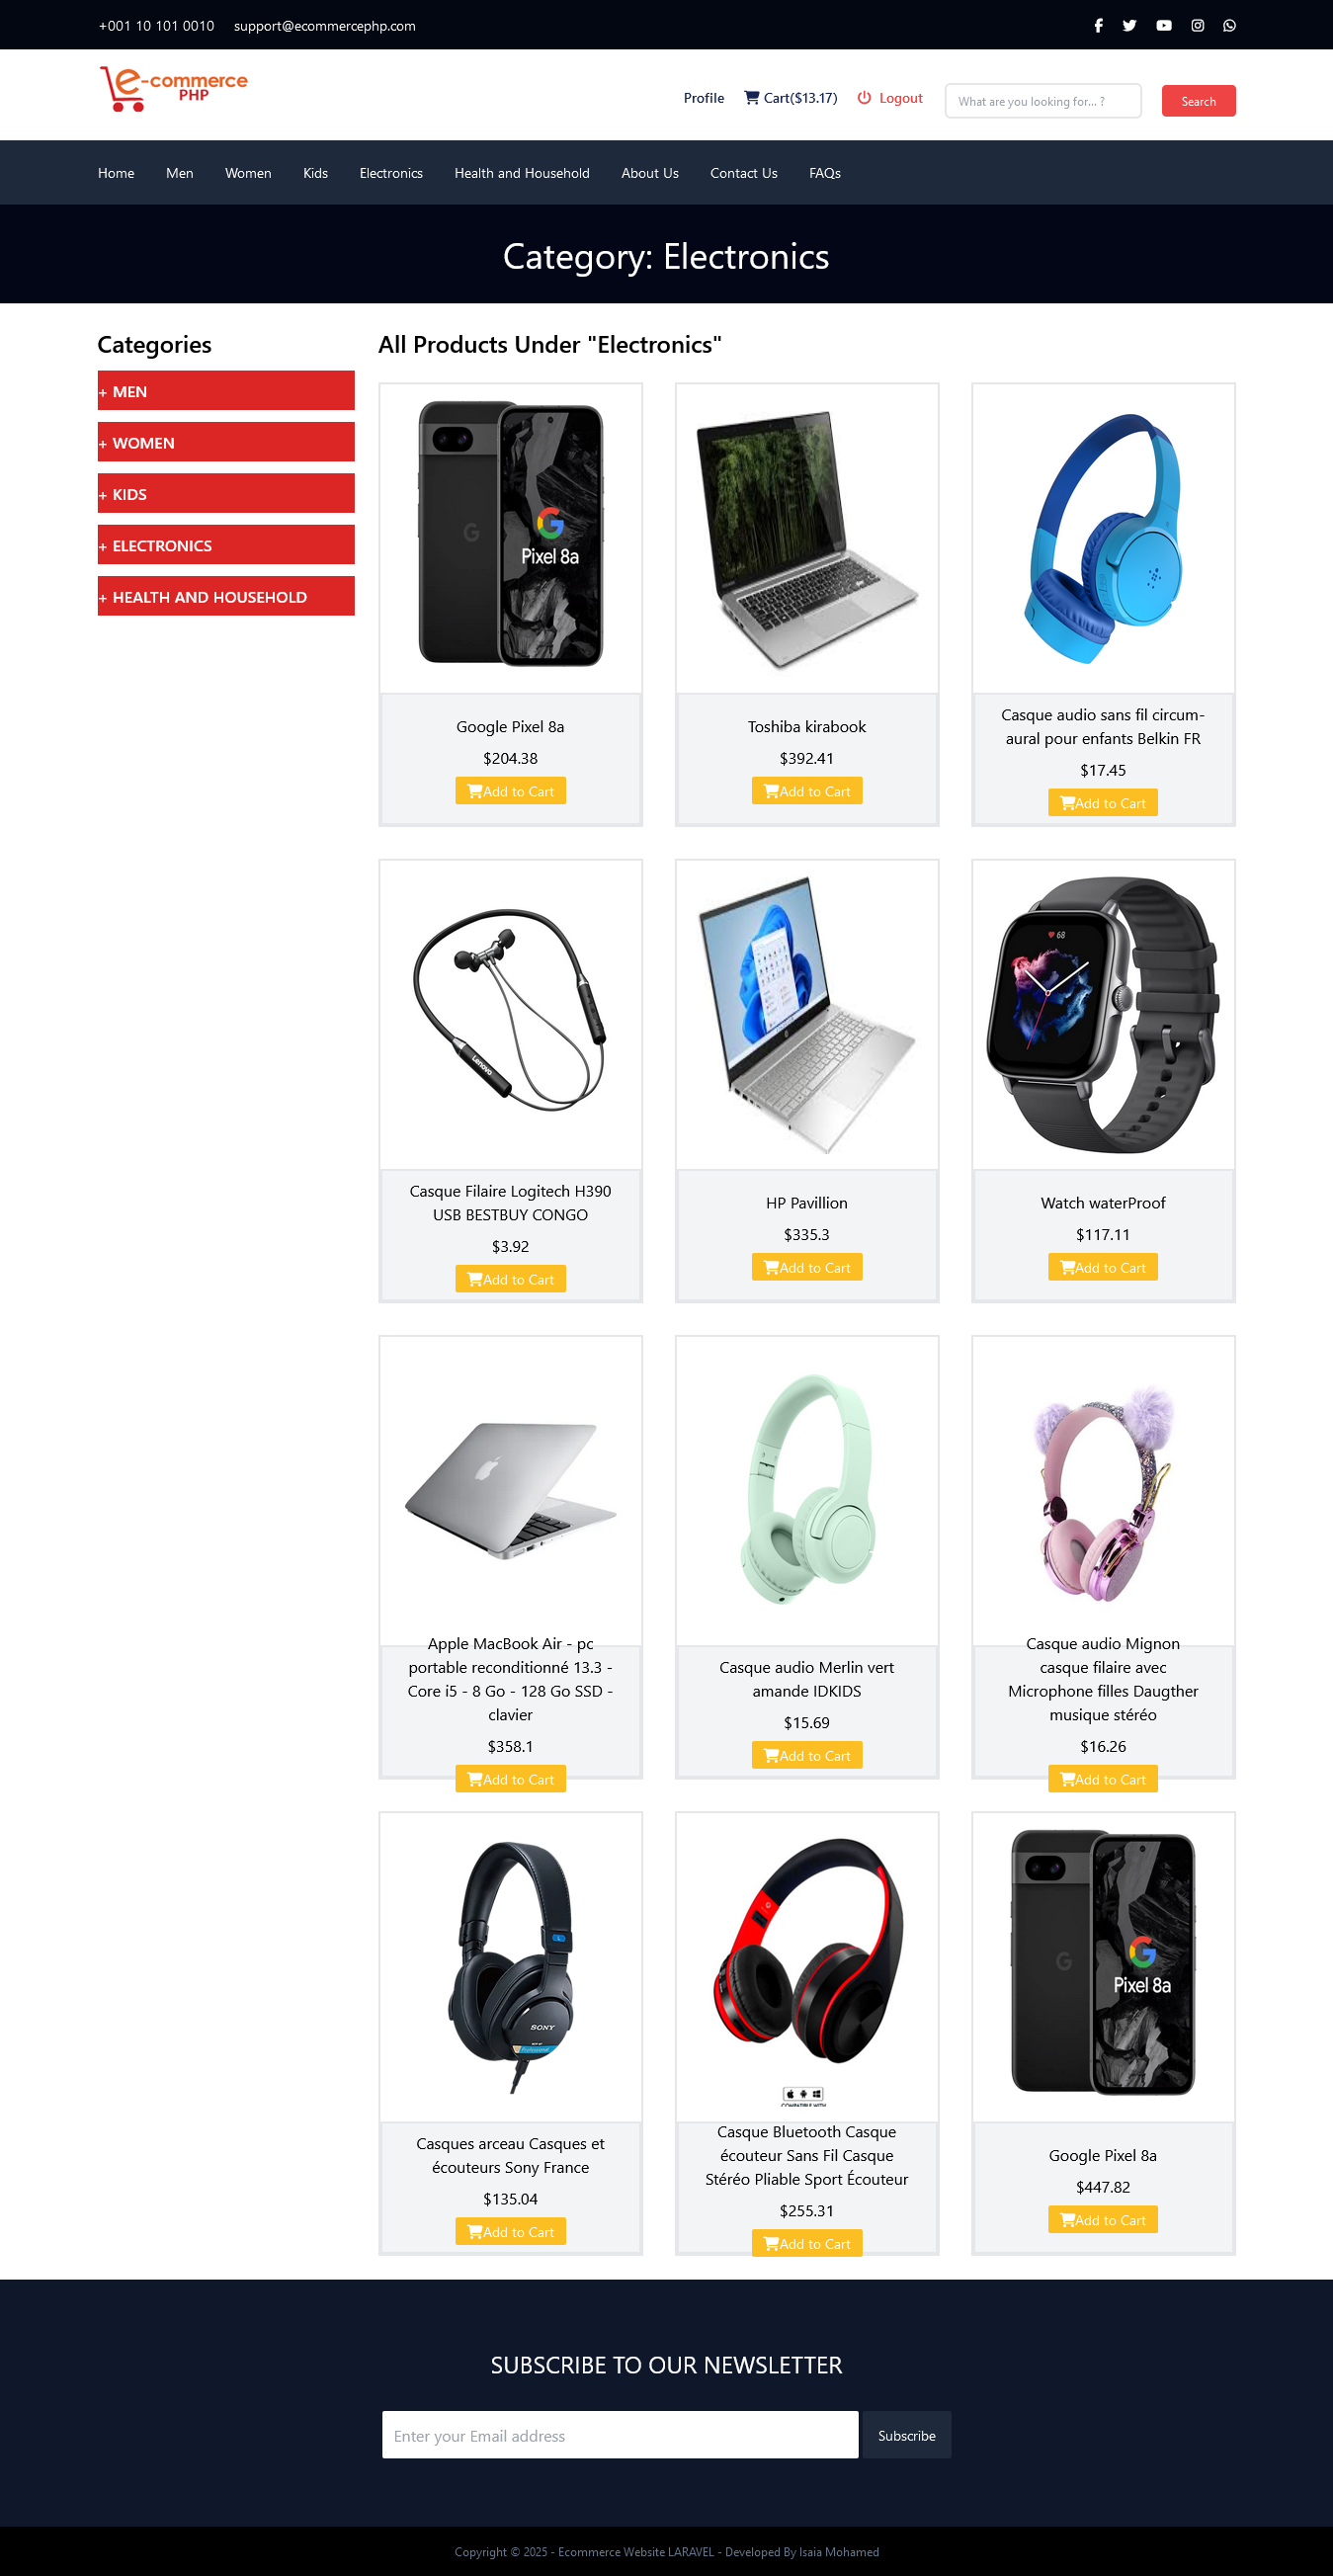 +001 10 101 0010 support@ecommercephp.com
e-commerce
PHP
Profile Cart($13.17) Logout What are you looking for... ? Search
Home Men Women Kids Electronics Health and Household About Us Contact Us FAQs
Category: Electronics
Categories
+ MEN
+ WOMEN
+ KIDS
+ ELECTRONICS
+ HEALTH AND HOUSEHOLD
All Products Under "Electronics"
G
Pixel 8a
Google Pixel 8a
$204.38
Add to Cart
Toshiba kirabook
$392.41
Add to Cart
Casque audio sans fil circum-
aural pour enfants Belkin FR
$17.45
Add to Cart
Lenovo
Casque Filaire Logitech H390
USB BESTBUY CONGO
$3.92
Add to Cart
HP Pavillion
$335.3
Add to Cart
68
Watch waterProof
$117.11
Add to Cart
Apple MacBook Air - pc
portable reconditionné 13.3 -
Core i5 - 8 Go - 128 Go SSD -
clavier
$358.1
Add to Cart
Casque audio Merlin vert
amande IDKIDS
$15.69
Add to Cart
Casque audio Mignon
casque filaire avec
Microphone filles Daugther
musique stéréo
$16.26
Add to Cart
L
SONY
Professional
Casques arceau Casques et
écouteurs Sony France
$135.04
Add to Cart
COMPATIBLE WITH
Casque Bluetooth Casque
écouteur Sans Fil Casque
Stéréo Pliable Sport Écouteur
$255.31
Add to Cart
G
Pixel 8a
Google Pixel 8a
$447.82
Add to Cart
SUBSCRIBE TO OUR NEWSLETTER
Enter your Email address Subscribe
Copyright © 2025 - Ecommerce Website LARAVEL - Developed By Isaia Mohamed